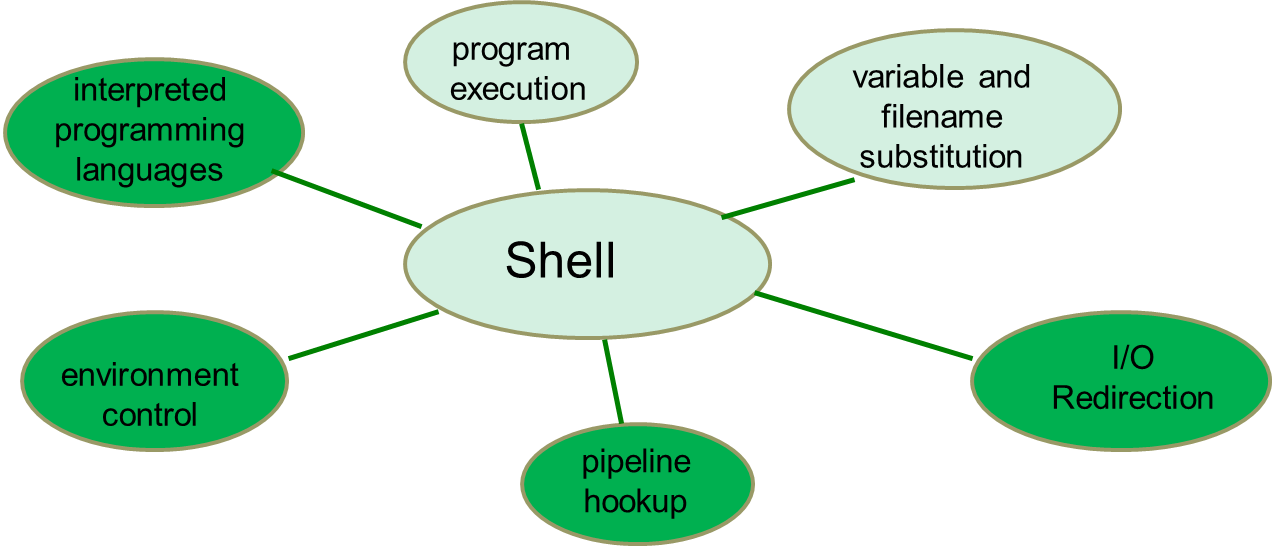 program
execution
variable and
filename
substitution
interpreted
programming
languages
Shell
environment
control
I/O
Redirection
pipeline
hookup